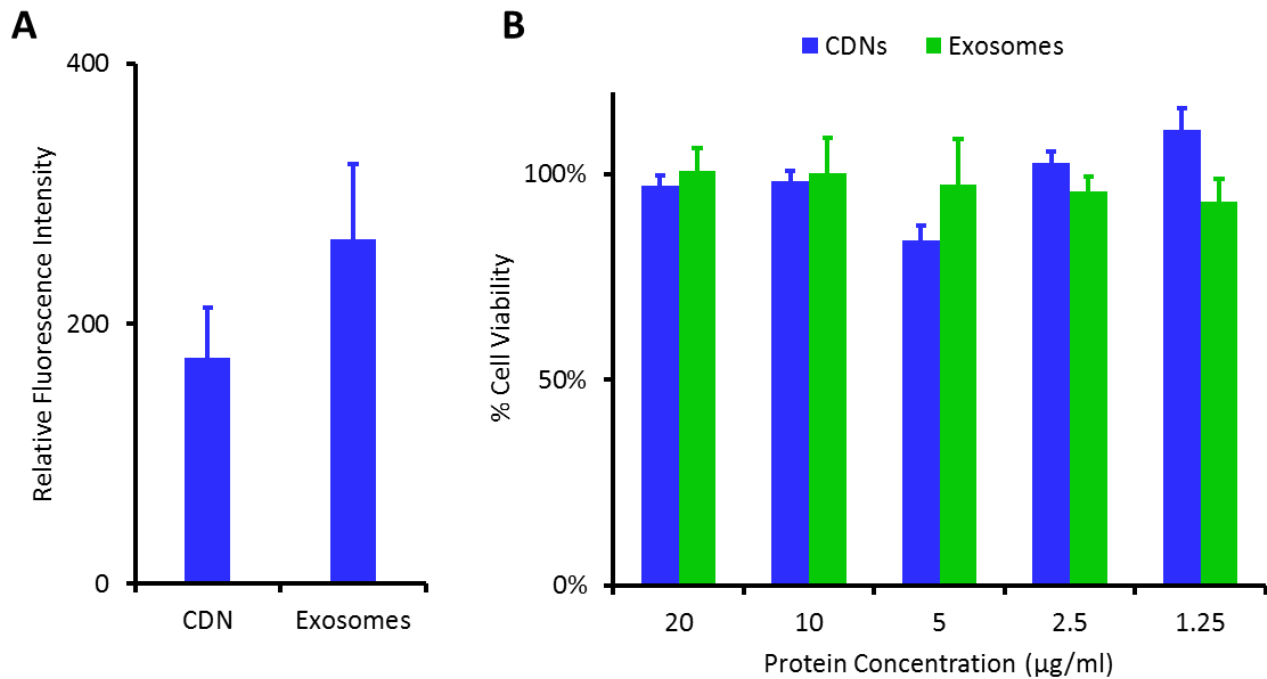 A
Relative Fluorescence Intensity
400
200
0
CDN Exosomes
B
CDNs Exosomes
% Cell Viability
100%
50%
0%
20 10 5 2.5 1.25
Protein Concentration (µg/ml)